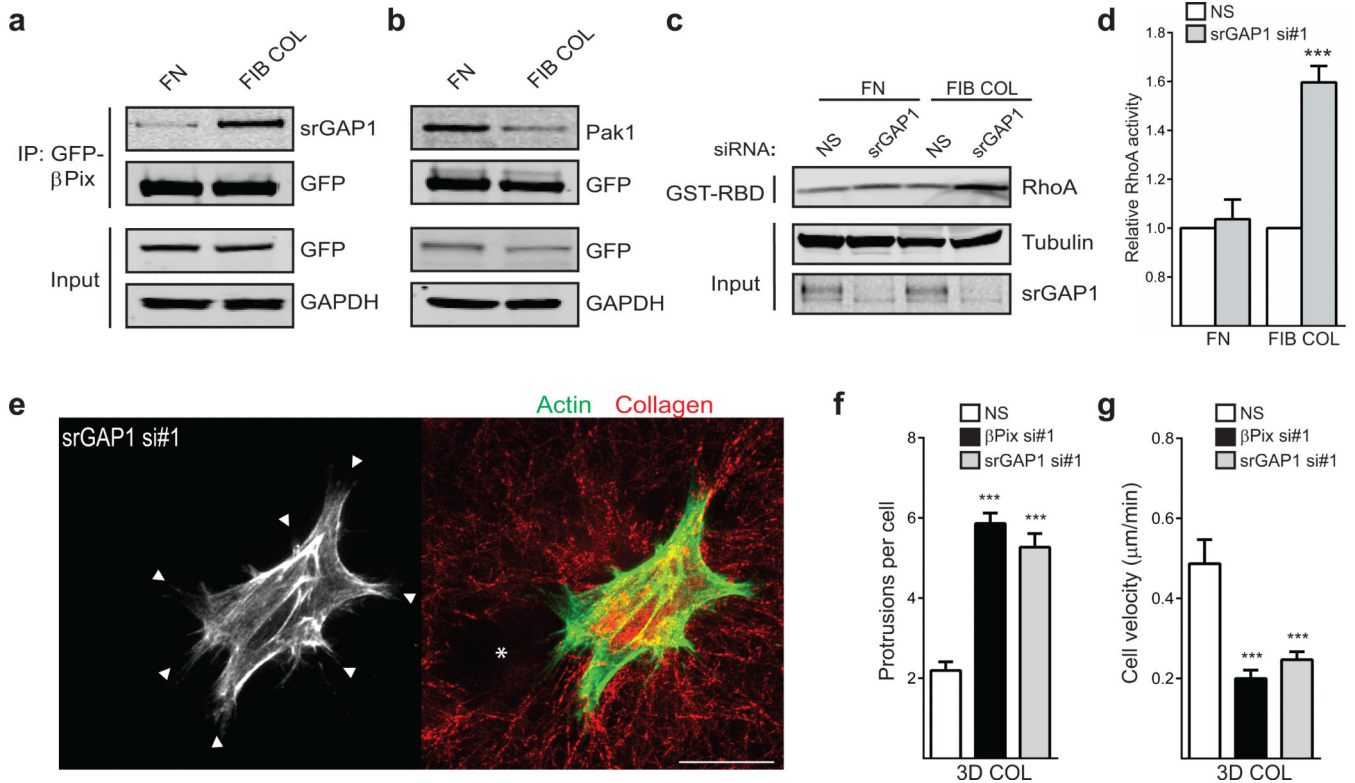 a
FN
FIB COL
IP: GFP-
βPix
srGAP1
GFP
Input
GFP
GAPDH
b
FN
FIB COL
Pak1
GFP
GFP
GAPDH
c
FN
FIB COL
siRNA:
NS
srGAP1
NS
srGAP1
GST-RBD
RhoA
Input
Tubulin
srGAP1
d
NS
srGAP1 si#1
Relative RhoA activity
1.8
1.6
1.4
1.2
1.0
0.8
***
FN
FIB COL
e
Actin Collagen
srGAP1 si#1
*
f
NS
βPix si#1
srGAP1 si#1
Protrusions per cell
8
6
4
2
***
***
3D COL
g
NS
βPix si#1
srGAP1 si#1
Cell velocity (μm/min)
0.8
0.6
0.4
0.2
***
***
3D COL